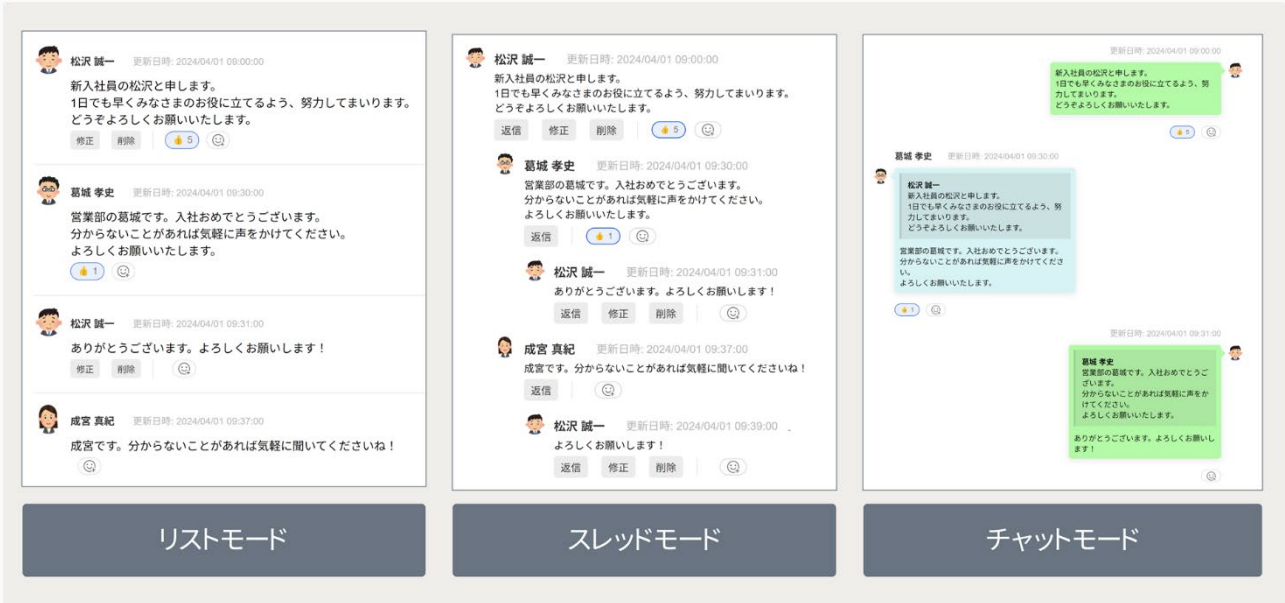 松沢 誠一 更新日時: 2024/04/01 09:00:00
新入社員の松沢と申します。
1日でも早くみなさまのお役に立てるよう、努力してまいります。
どうぞよろしくお願いいたします。
修正 削除 👍 5
葛城 孝史 更新日時: 2024/04/01 09:30:00
営業部の葛城です。入社おめでとうございます。
分からないことがあれば気軽に声をかけてください。
よろしくお願いいたします。
👍 1
松沢 誠一 更新日時: 2024/04/01 09:31:00
ありがとうございます。よろしくお願いします！
修正 削除
成宮 真紀 更新日時: 2024/04/01 09:37:00
成宮です。分からないことがあれば気軽に聞いてくださいね！
リストモード
松沢 誠一 更新日時: 2024/04/01 09:00:00
新入社員の松沢と申します。
1日でも早くみなさまのお役に立てるよう、努力してまいります。
どうぞよろしくお願いいたします。
返信 修正 削除 👍 5
葛城 孝史 更新日時: 2024/04/01 09:30:00
営業部の葛城です。入社おめでとうございます。
分からないことがあれば気軽に声をかけてください。
よろしくお願いいたします。
返信 👍 1
松沢 誠一 更新日時: 2024/04/01 09:31:00
ありがとうございます。よろしくお願いします！
返信 修正 削除
成宮 真紀 更新日時: 2024/04/01 09:37:00
成宮です。分からないことがあれば気軽に聞いてくださいね！
返信
松沢 誠一 更新日時: 2024/04/01 09:39:00
よろしくお願いします！
返信 修正 削除
スレッドモード
更新日時: 2024/04/01 09:00:00
新入社員の松沢と申します。
1日でも早くみなさまのお役に立てるよう、努
力してまいります。
どうぞよろしくお願いいたします。
👍 5
葛城 孝史 更新日時: 2024/04/01 09:30:00
松沢 誠一
新入社員の松沢と申します。
1日でも早くみなさまのお役に立てるよう、努
力してまいります。
どうぞよろしくお願いいたします。
営業部の葛城です。入社おめでとうございます。
分からないことがあれば気軽に声をかけてくださ
い。
よろしくお願いいたします。
👍 1
更新日時: 2024/04/01 09:31:00
葛城 孝史
営業部の葛城です。入社おめでとうご
ざいます。
分からないことがあれば気軽に声をか
けてください。
よろしくお願いいたします。
ありがとうございます。よろしくお願いし
ます！
チャットモード